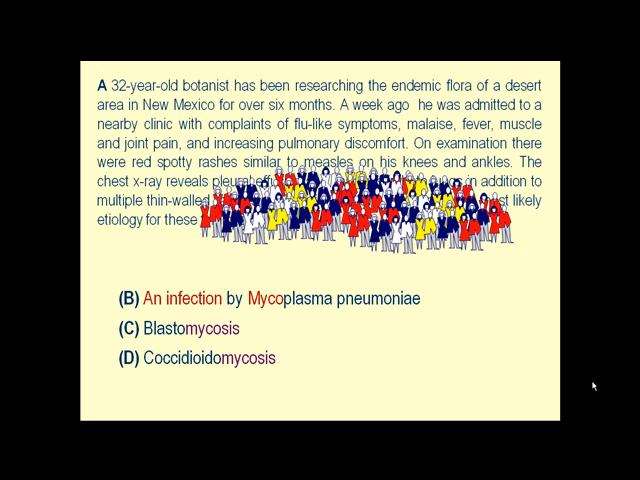 A 32-year-old botanist has been researching the endemic flora of a desert
area in New Mexico for over six months. A week ago he was admitted to a
nearby clinic with complaints of flu-like symptoms, malaise, fever, muscle
and joint pain, and increasing pulmonary discomfort. On examination there
were red spotty rashes similar to measles on his knees and ankles. The
chest x-ray reveals in addition to
multiple thin-walled likely
etiology for these
(B) An infection by Mycoplasma pneumoniae
(C) Blastomycosis
(D) Coccidioidomycosis